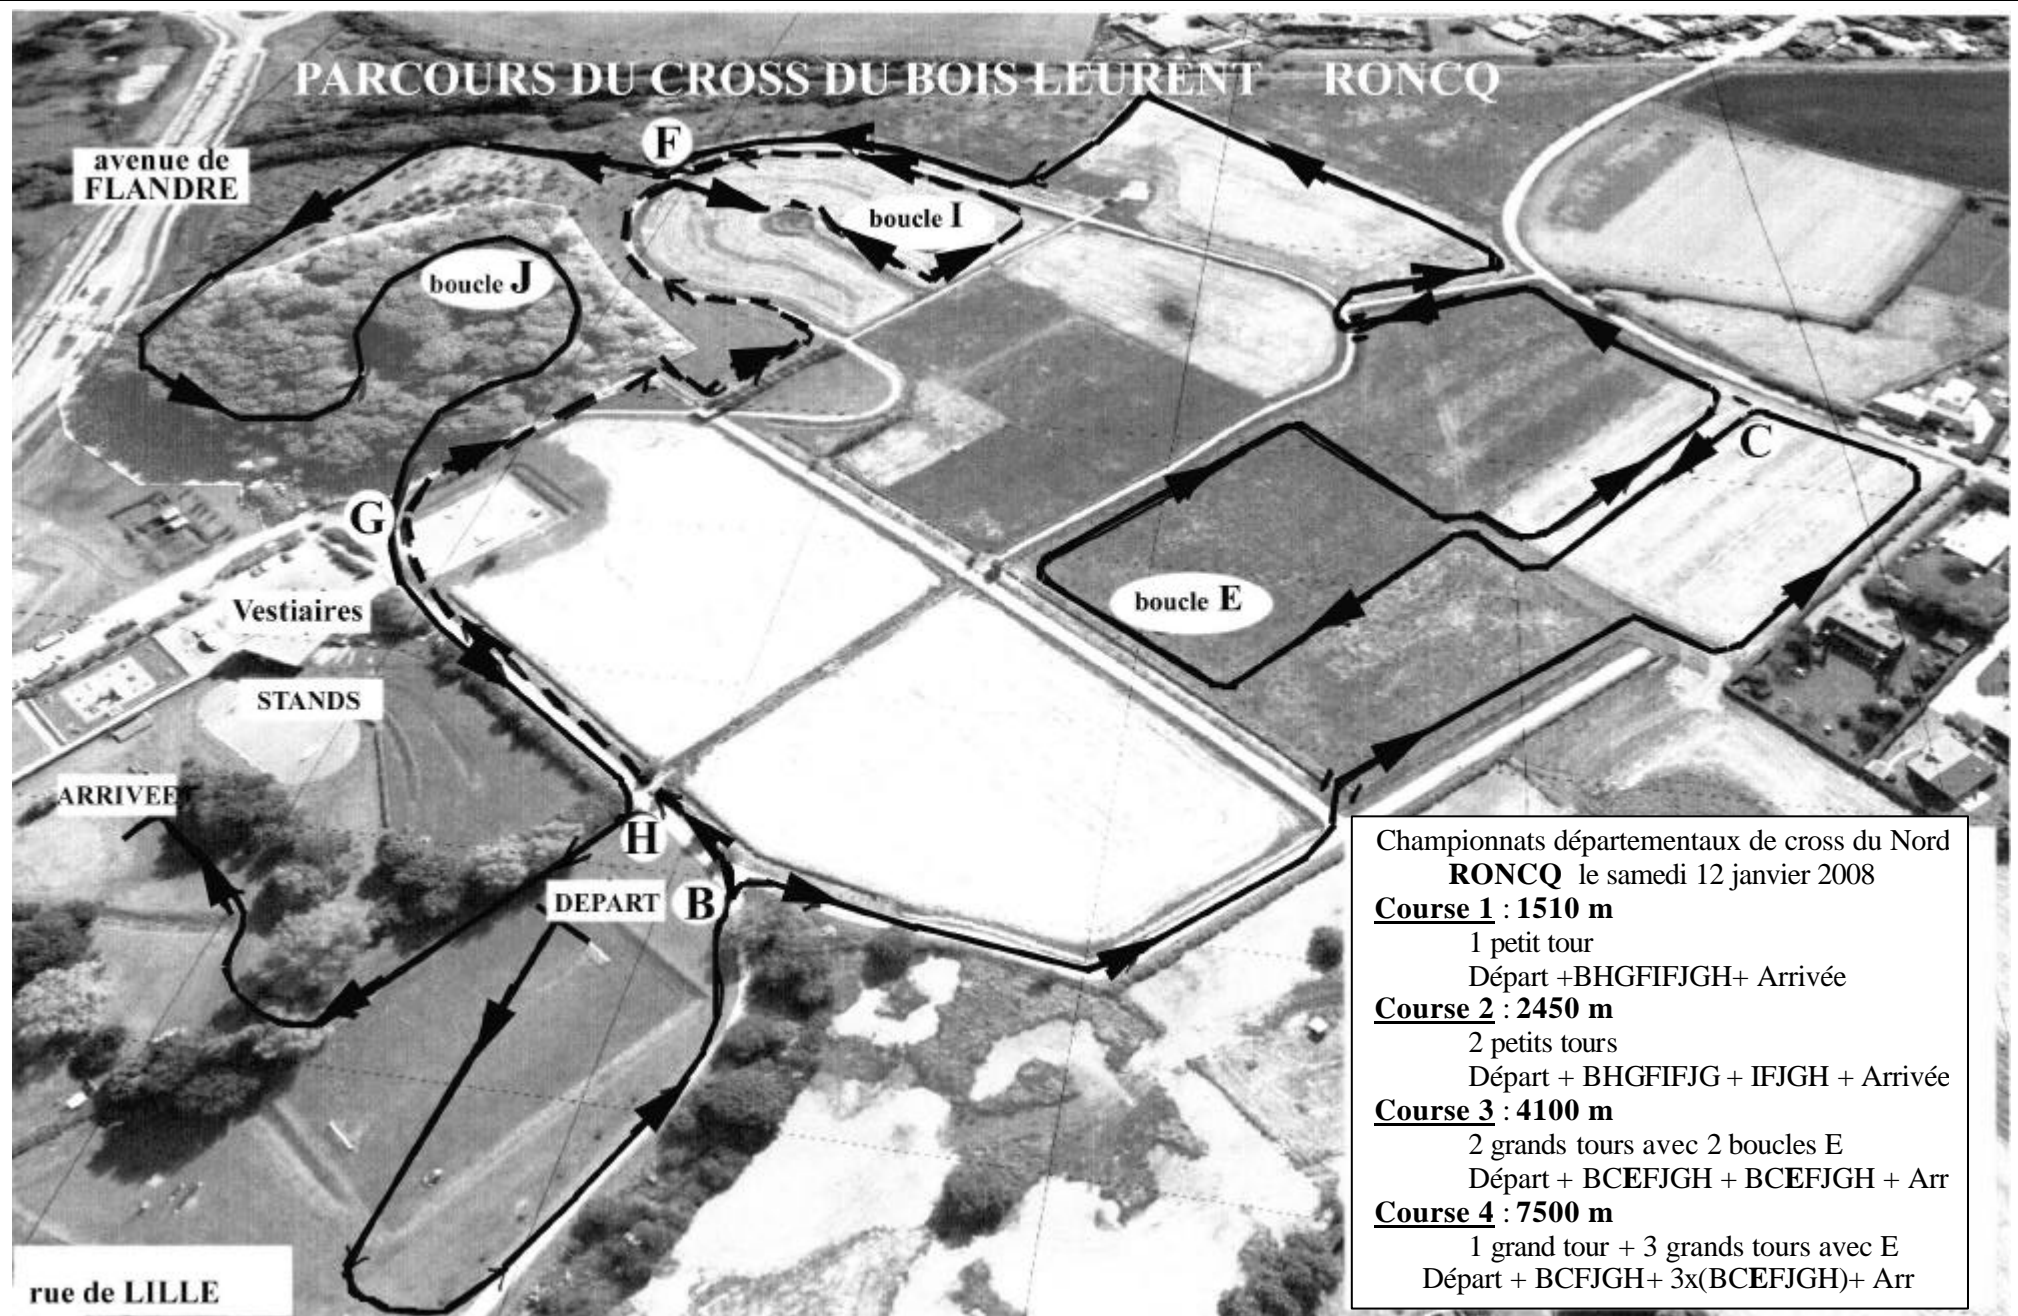 PARCOURS DU CROSS DU BOIS LEURENT RONCQ
F
avenue de
FLANDRE
boucle I
boucle J
C
G
boucle E
Vestiaires
STANDS
ARRIVEE
H
DEPART
B
rue de LILLE
Championnats départementaux de cross du Nord
RONCQ le samedi 12 janvier 2008
Course 1 : 1510 m
1 petit tour
Départ +BHGFIFJGH+ Arrivée
Course 2 : 2450 m
2 petits tours
Départ + BHGFIFJG + IFJGH + Arrivée
Course 3 : 4100 m
2 grands tours avec 2 boucles E
Départ + BCEFJGH + BCEFJGH + Arr
Course 4 : 7500 m
1 grand tour + 3 grands tours avec E
Départ + BCFJGH+ 3x(BCEFJGH)+ Arr